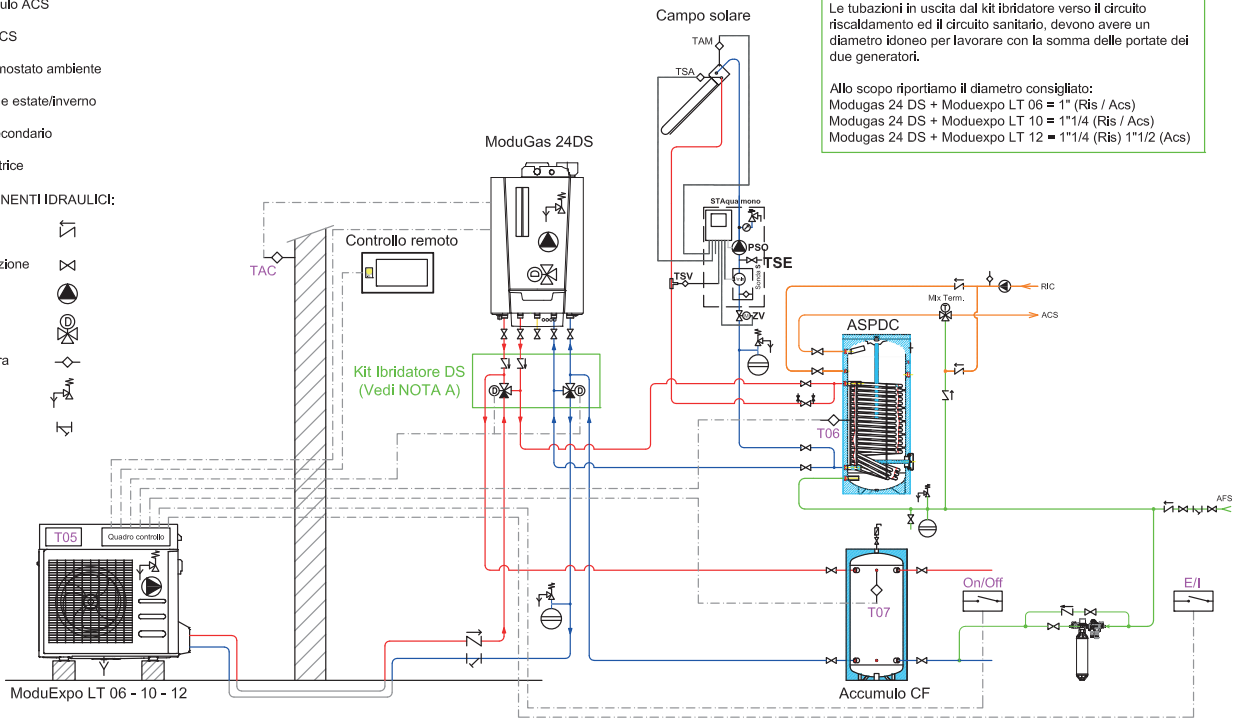 ulo ACS
CS
mostato ambiente
e estate/inverno
condario
trice
NENTI IDRAULICI:
zione
ra
Le tubazioni in uscita dal kit ibridatore verso il circuito
riscaldamento ed il circuito sanitario, devono avere un
diametro idoneo per lavorare con la somma delle portate dei
due generatori.
Allo scopo riportiamo il diametro consigliato:
Modugas 24 DS + Moduexpo LT 06 = 1" (Ris / Acs)
Modugas 24 DS + Moduexpo LT 10 = 1"1/4 (Ris / Acs)
Modugas 24 DS + Moduexpo LT 12 = 1"1/4 (Ris) 1"1/2 (Acs)
Campo solare
TAM
TSA
ModuGas 24DS
D
D
TAC
Controllo remoto
STAqua mono
PSO
TSE
TSV
Sonda S
ZV
Kit Ibridatore DS
(Vedi NOTA A)
D
D
RIC
Mix Term.
T
ACS
ASPDC
T06
AFS
T05
Quadro controllo
T07
On/Off
E/I
ModuExpo LT 06 - 10 - 12
Accumulo CF